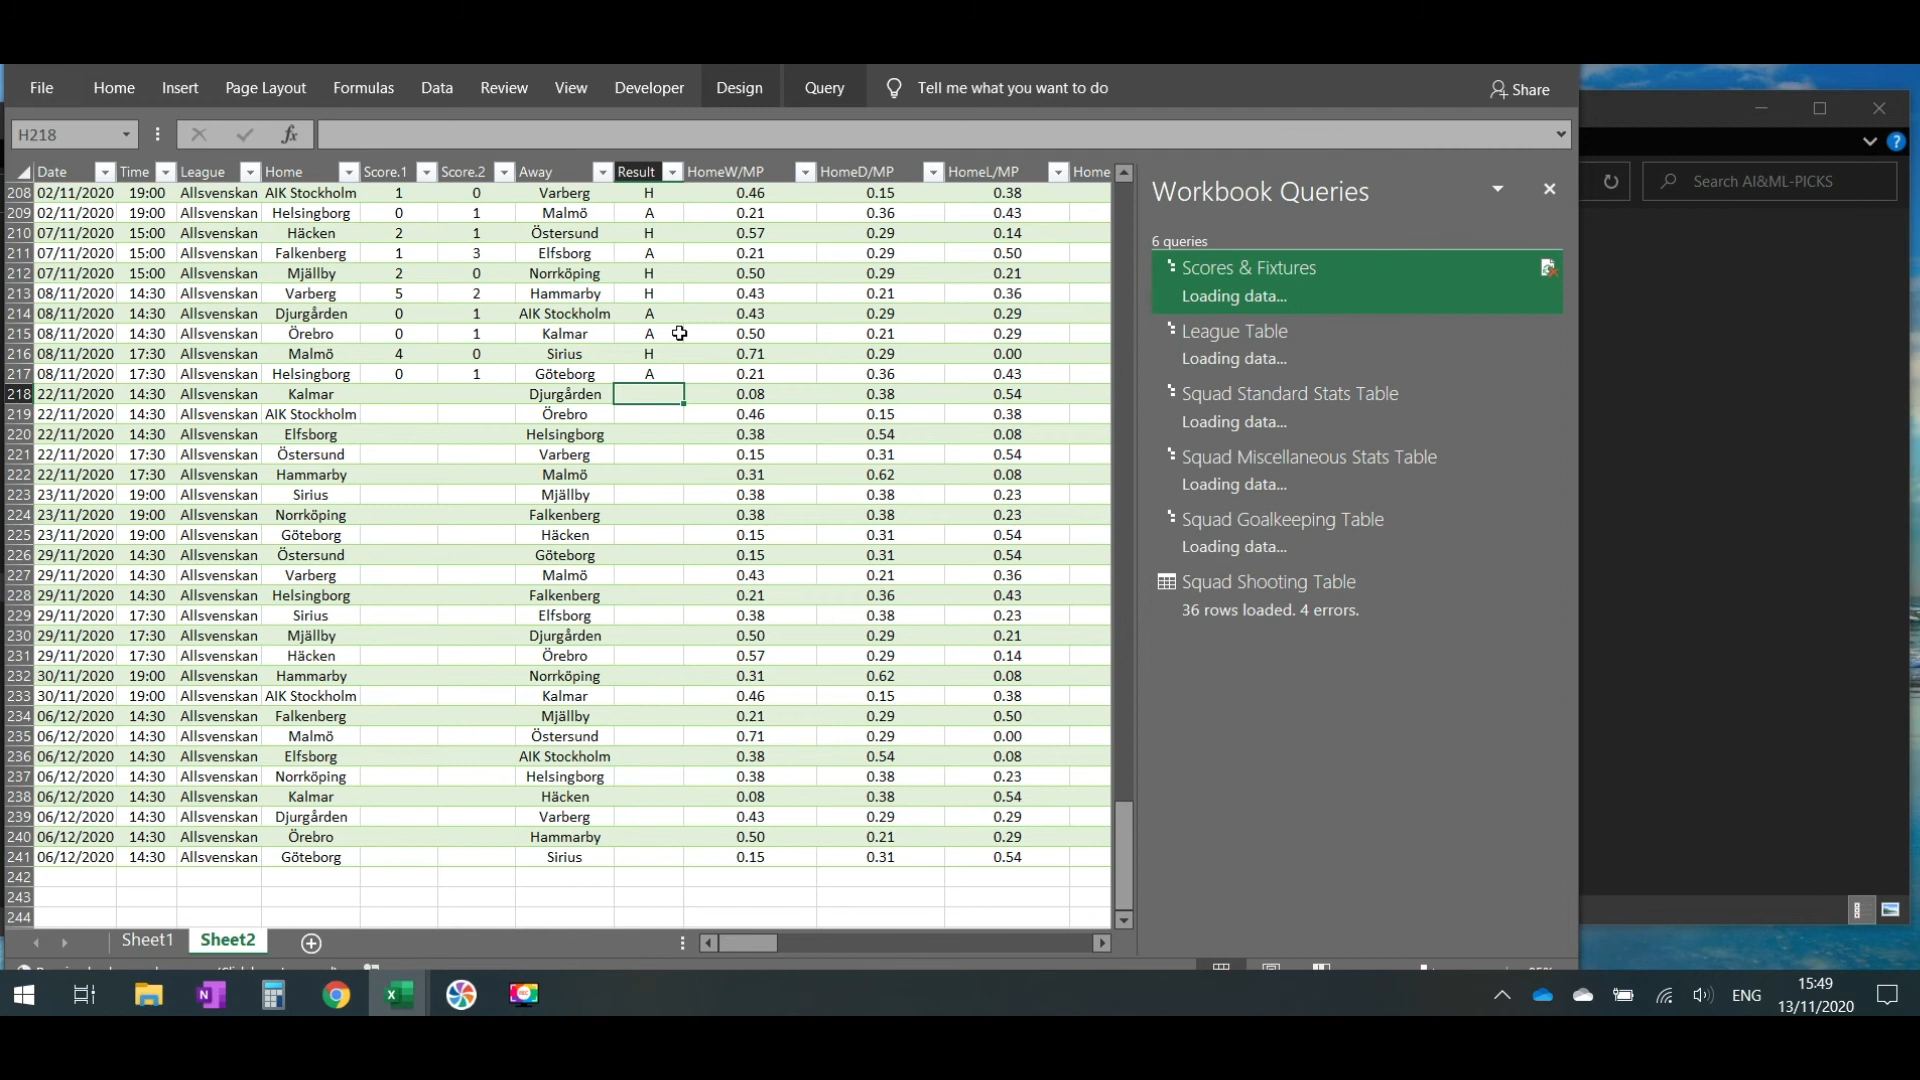 File Home Insert Page Layout Formulas Data Review View Developer Design Query Tell me what you want to do Share
H218 fx
Date Time League Home Score.1 Score.2 Away Result HomeW/MP HomeD/MP HomeL/MP Home
208 02/11/2020 19:00 Allsvenskan AIK Stockholm 1 0 Varberg H 0.46 0.15 0.38
209 02/11/2020 19:00 Allsvenskan Helsingborg 0 1 Malmö A 0.21 0.36 0.43
210 07/11/2020 15:00 Allsvenskan Häcken 2 1 Östersund H 0.57 0.29 0.14
211 07/11/2020 15:00 Allsvenskan Falkenberg 1 3 Elfsborg A 0.21 0.29 0.50
212 07/11/2020 15:00 Allsvenskan Mjällby 2 0 Norrköping H 0.50 0.29 0.21
213 08/11/2020 14:30 Allsvenskan Varberg 5 2 Hammarby H 0.43 0.21 0.36
214 08/11/2020 14:30 Allsvenskan Djurgården 0 1 AIK Stockholm A 0.43 0.29 0.29
215 08/11/2020 14:30 Allsvenskan Örebro 0 1 Kalmar A 0.50 0.21 0.29
216 08/11/2020 17:30 Allsvenskan Malmö 4 0 Sirius H 0.71 0.29 0.00
217 08/11/2020 17:30 Allsvenskan Helsingborg 0 1 Göteborg A 0.21 0.36 0.43
218 22/11/2020 14:30 Allsvenskan Kalmar Djurgården 0.08 0.38 0.54
219 22/11/2020 14:30 Allsvenskan AIK Stockholm Örebro 0.46 0.15 0.38
220 22/11/2020 14:30 Allsvenskan Elfsborg Helsingborg 0.38 0.54 0.08
221 22/11/2020 17:30 Allsvenskan Östersund Varberg 0.15 0.31 0.54
222 22/11/2020 17:30 Allsvenskan Hammarby Malmö 0.31 0.62 0.08
223 23/11/2020 19:00 Allsvenskan Sirius Mjällby 0.38 0.38 0.23
224 23/11/2020 19:00 Allsvenskan Norrköping Falkenberg 0.38 0.38 0.23
225 23/11/2020 19:00 Allsvenskan Göteborg Häcken 0.15 0.31 0.54
226 29/11/2020 14:30 Allsvenskan Östersund Göteborg 0.15 0.31 0.54
227 29/11/2020 14:30 Allsvenskan Varberg Malmö 0.43 0.21 0.36
228 29/11/2020 14:30 Allsvenskan Helsingborg Falkenberg 0.21 0.36 0.43
229 29/11/2020 17:30 Allsvenskan Sirius Elfsborg 0.38 0.38 0.23
230 29/11/2020 17:30 Allsvenskan Mjällby Djurgården 0.50 0.29 0.21
231 29/11/2020 17:30 Allsvenskan Häcken Örebro 0.57 0.29 0.14
232 30/11/2020 19:00 Allsvenskan Hammarby Norrköping 0.31 0.62 0.08
233 30/11/2020 19:00 Allsvenskan AIK Stockholm Kalmar 0.46 0.15 0.38
234 06/12/2020 14:30 Allsvenskan Falkenberg Mjällby 0.21 0.29 0.50
235 06/12/2020 14:30 Allsvenskan Malmö Östersund 0.71 0.29 0.00
236 06/12/2020 14:30 Allsvenskan Elfsborg AIK Stockholm 0.38 0.54 0.08
237 06/12/2020 14:30 Allsvenskan Norrköping Helsingborg 0.38 0.38 0.23
238 06/12/2020 14:30 Allsvenskan Kalmar Häcken 0.08 0.38 0.54
239 06/12/2020 14:30 Allsvenskan Djurgården Varberg 0.43 0.29 0.29
240 06/12/2020 14:30 Allsvenskan Örebro Hammarby 0.50 0.21 0.29
241 06/12/2020 14:30 Allsvenskan Göteborg Sirius 0.15 0.31 0.54
242
243
244
Sheet1 Sheet2
Workbook Queries
6 queries
Scores & Fixtures
Loading data...
League Table
Loading data...
Squad Standard Stats Table
Loading data...
Squad Miscellaneous Stats Table
Loading data...
Squad Goalkeeping Table
Loading data...
Squad Shooting Table
36 rows loaded. 4 errors.
Search AI&ML-PICKS
ENG
15:49
13/11/2020